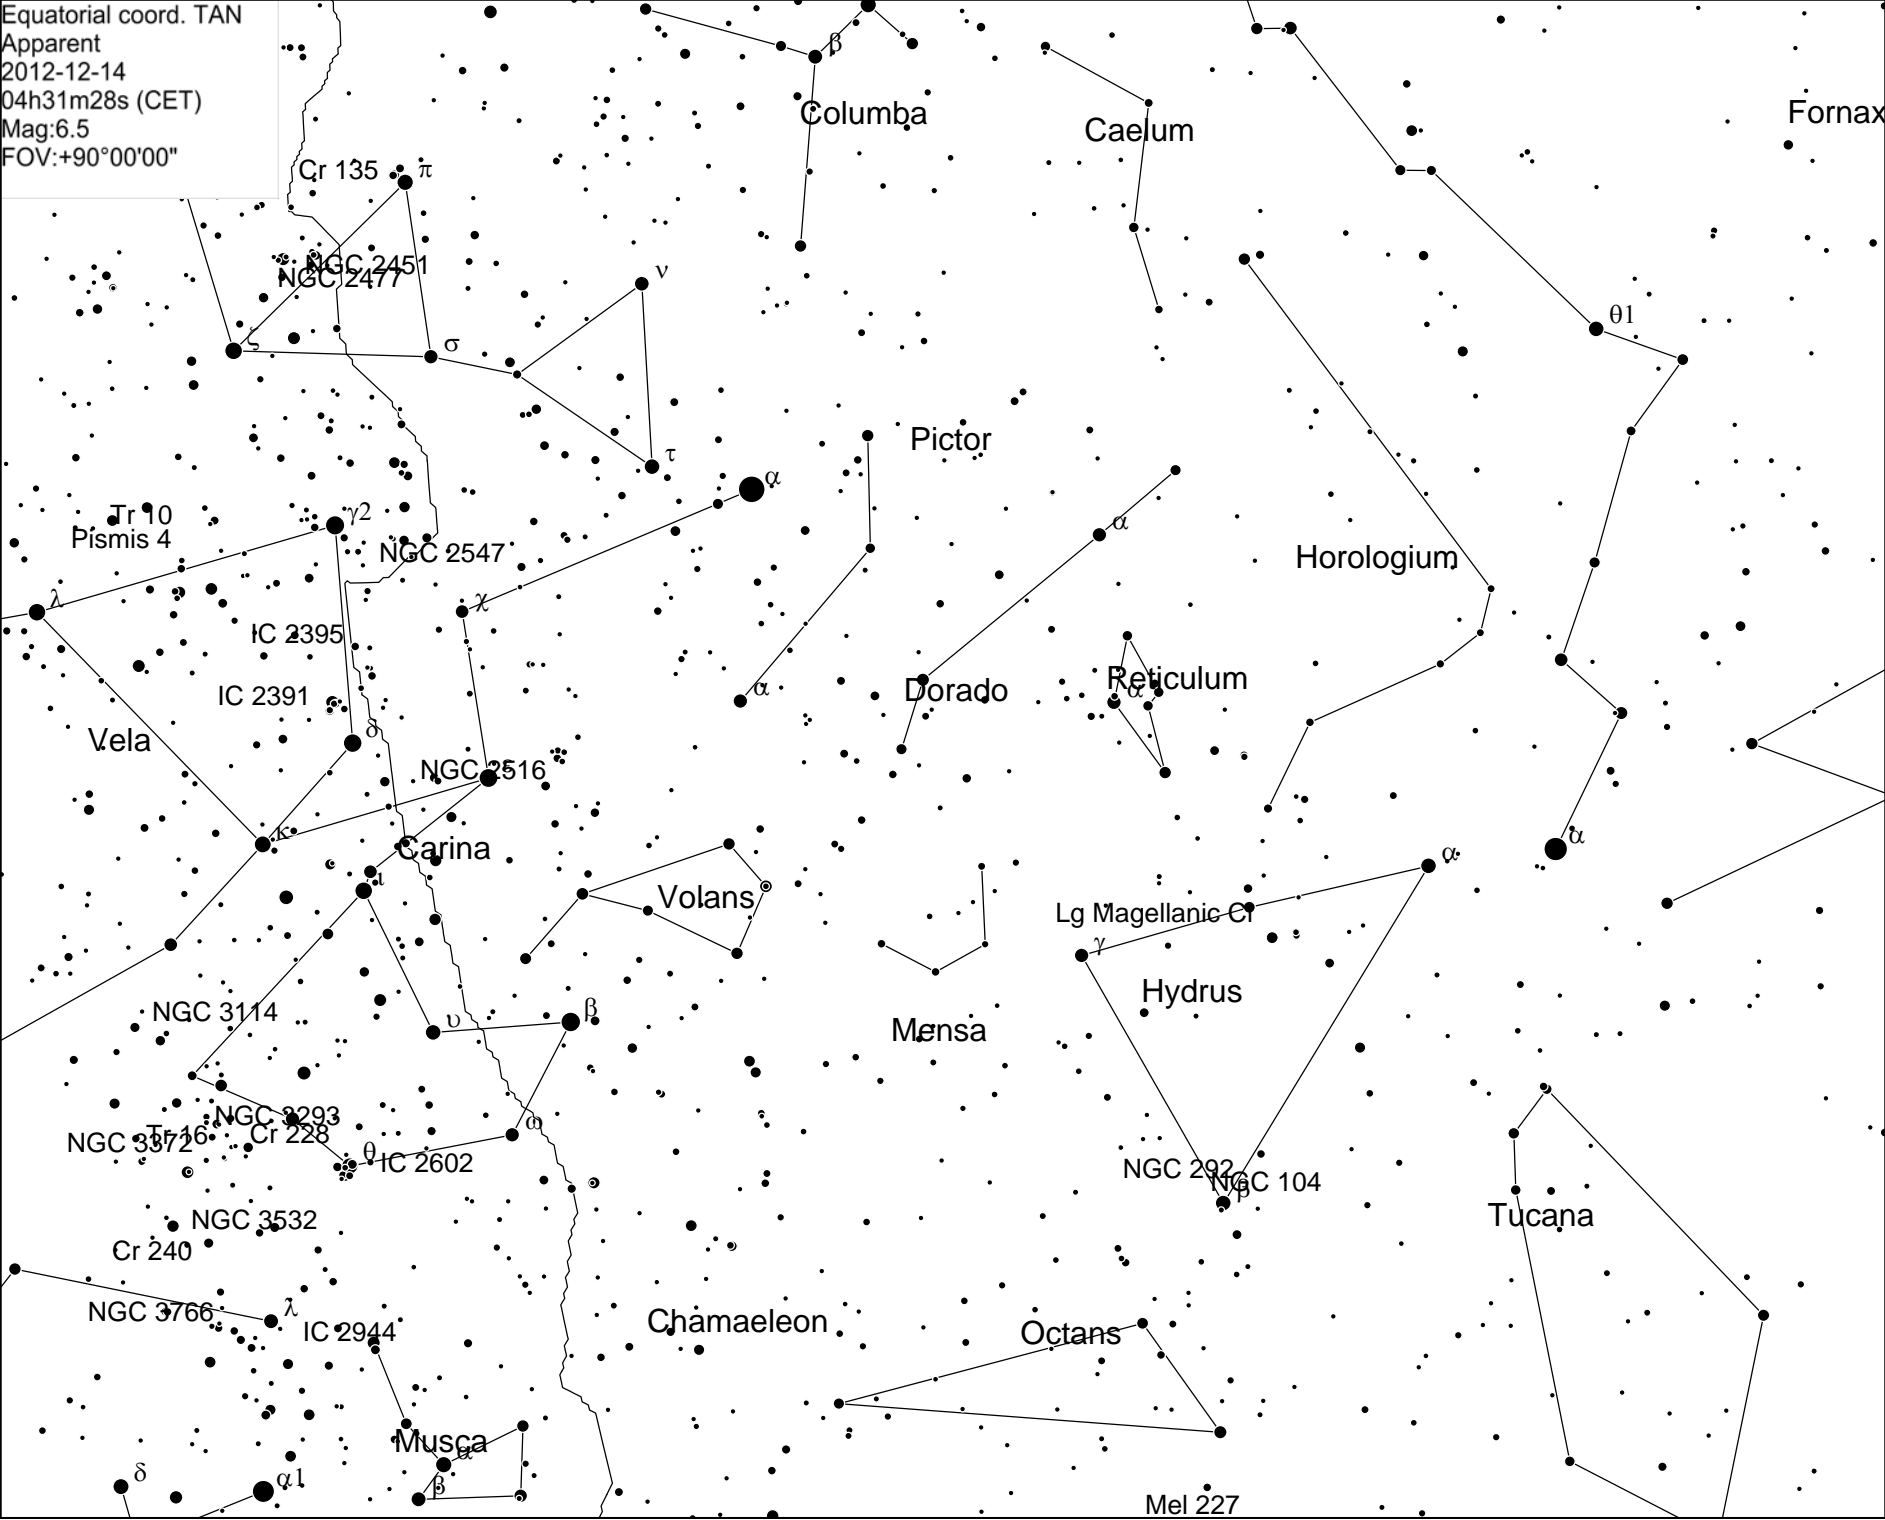 Equatorial coord. TAN
Apparent
2012-12-14
04h31m28s (CET)
Mag:6.5
FOV:+90°00'00"
β
Columba
Caelum
Fornax
Cr 135
π
NGC 2451
NGC 2477
ν
θ1
ζ
σ
Pictor
τ
α
Tr 10
Pismis 4
γ2
α
NGC 2547
Horologium
λ
χ
IC 2395
IC 2391
α
Dorado
Reticulum
α
Vela
δ
NGC 2516
κ
Carina
α
α
ι
Volans
Lg Magellanic Cl
γ
Hydrus
NGC 3114
υ
β
Mensa
NGC 3293
ω
NGC 3372
Tr 16
Cr 228
θ
IC 2602
NGC 292
NGC 104
β
Tucana
NGC 3532
Cr 240
NGC 3766
λ
IC 2944
Chamaeleon
Octans
Musca
α
δ
α1
β
Mel 227